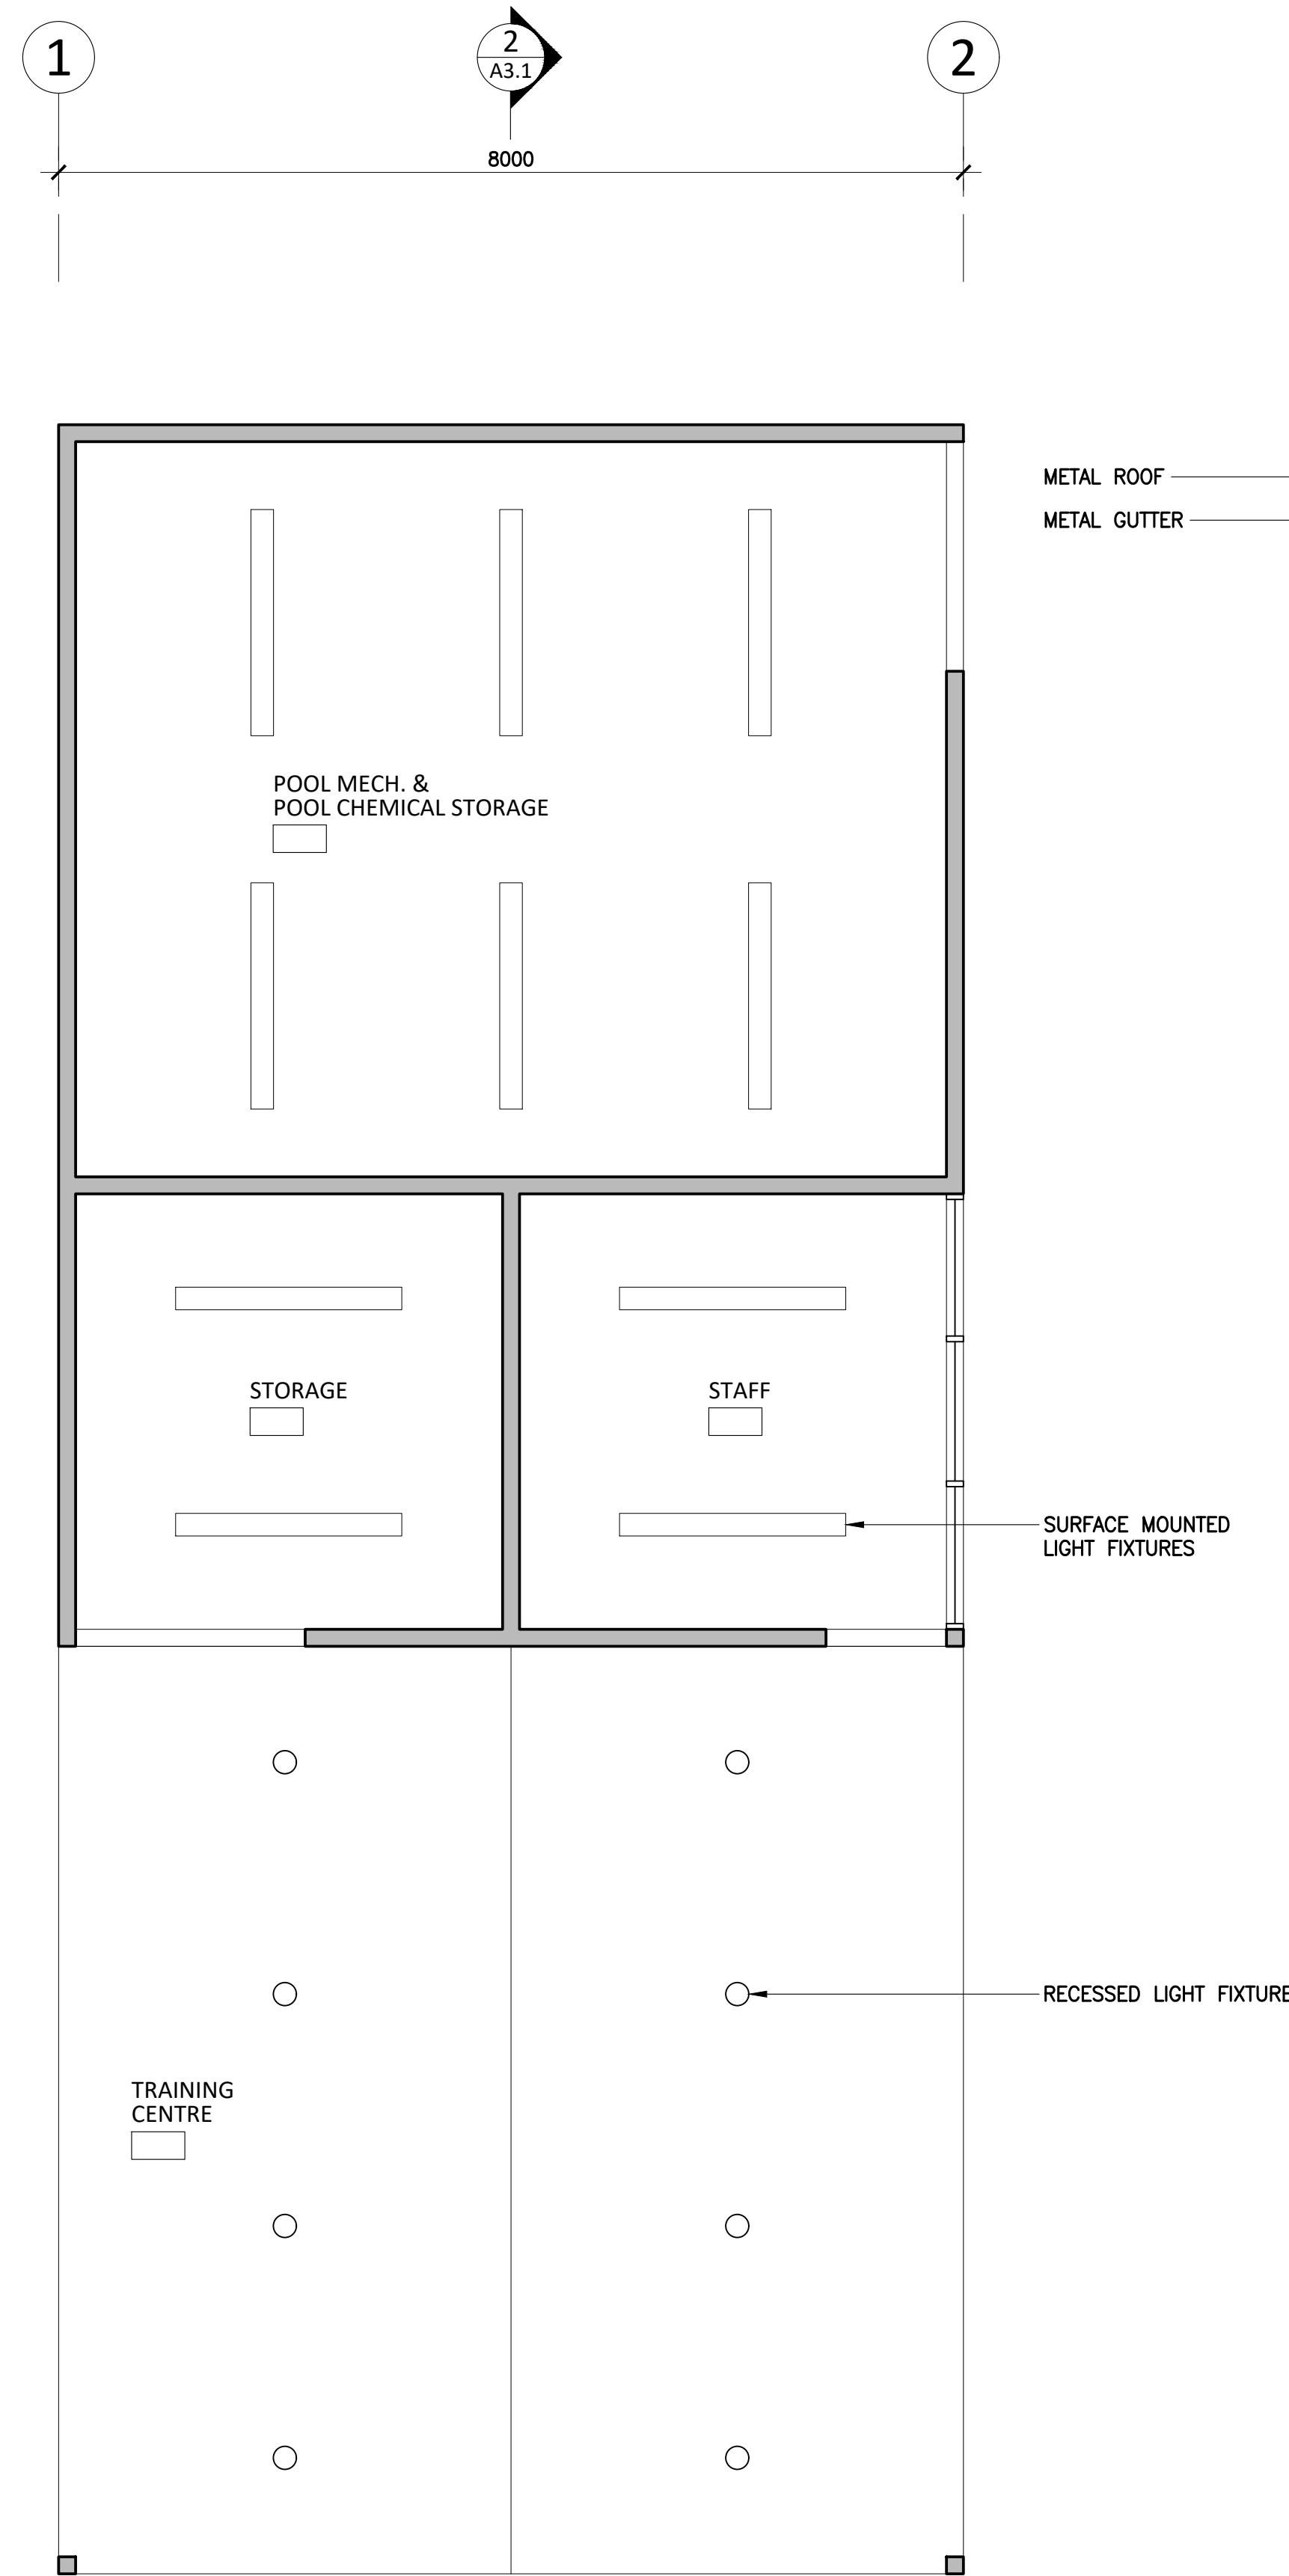 1
2
A3.1
2
8000
METAL ROOF
METAL GUTTER
POOL MECH. &
POOL CHEMICAL STORAGE
STORAGE
STAFF
SURFACE MOUNTED
LIGHT FIXTURES
RECESSED LIGHT FIXTURE
TRAINING
CENTRE